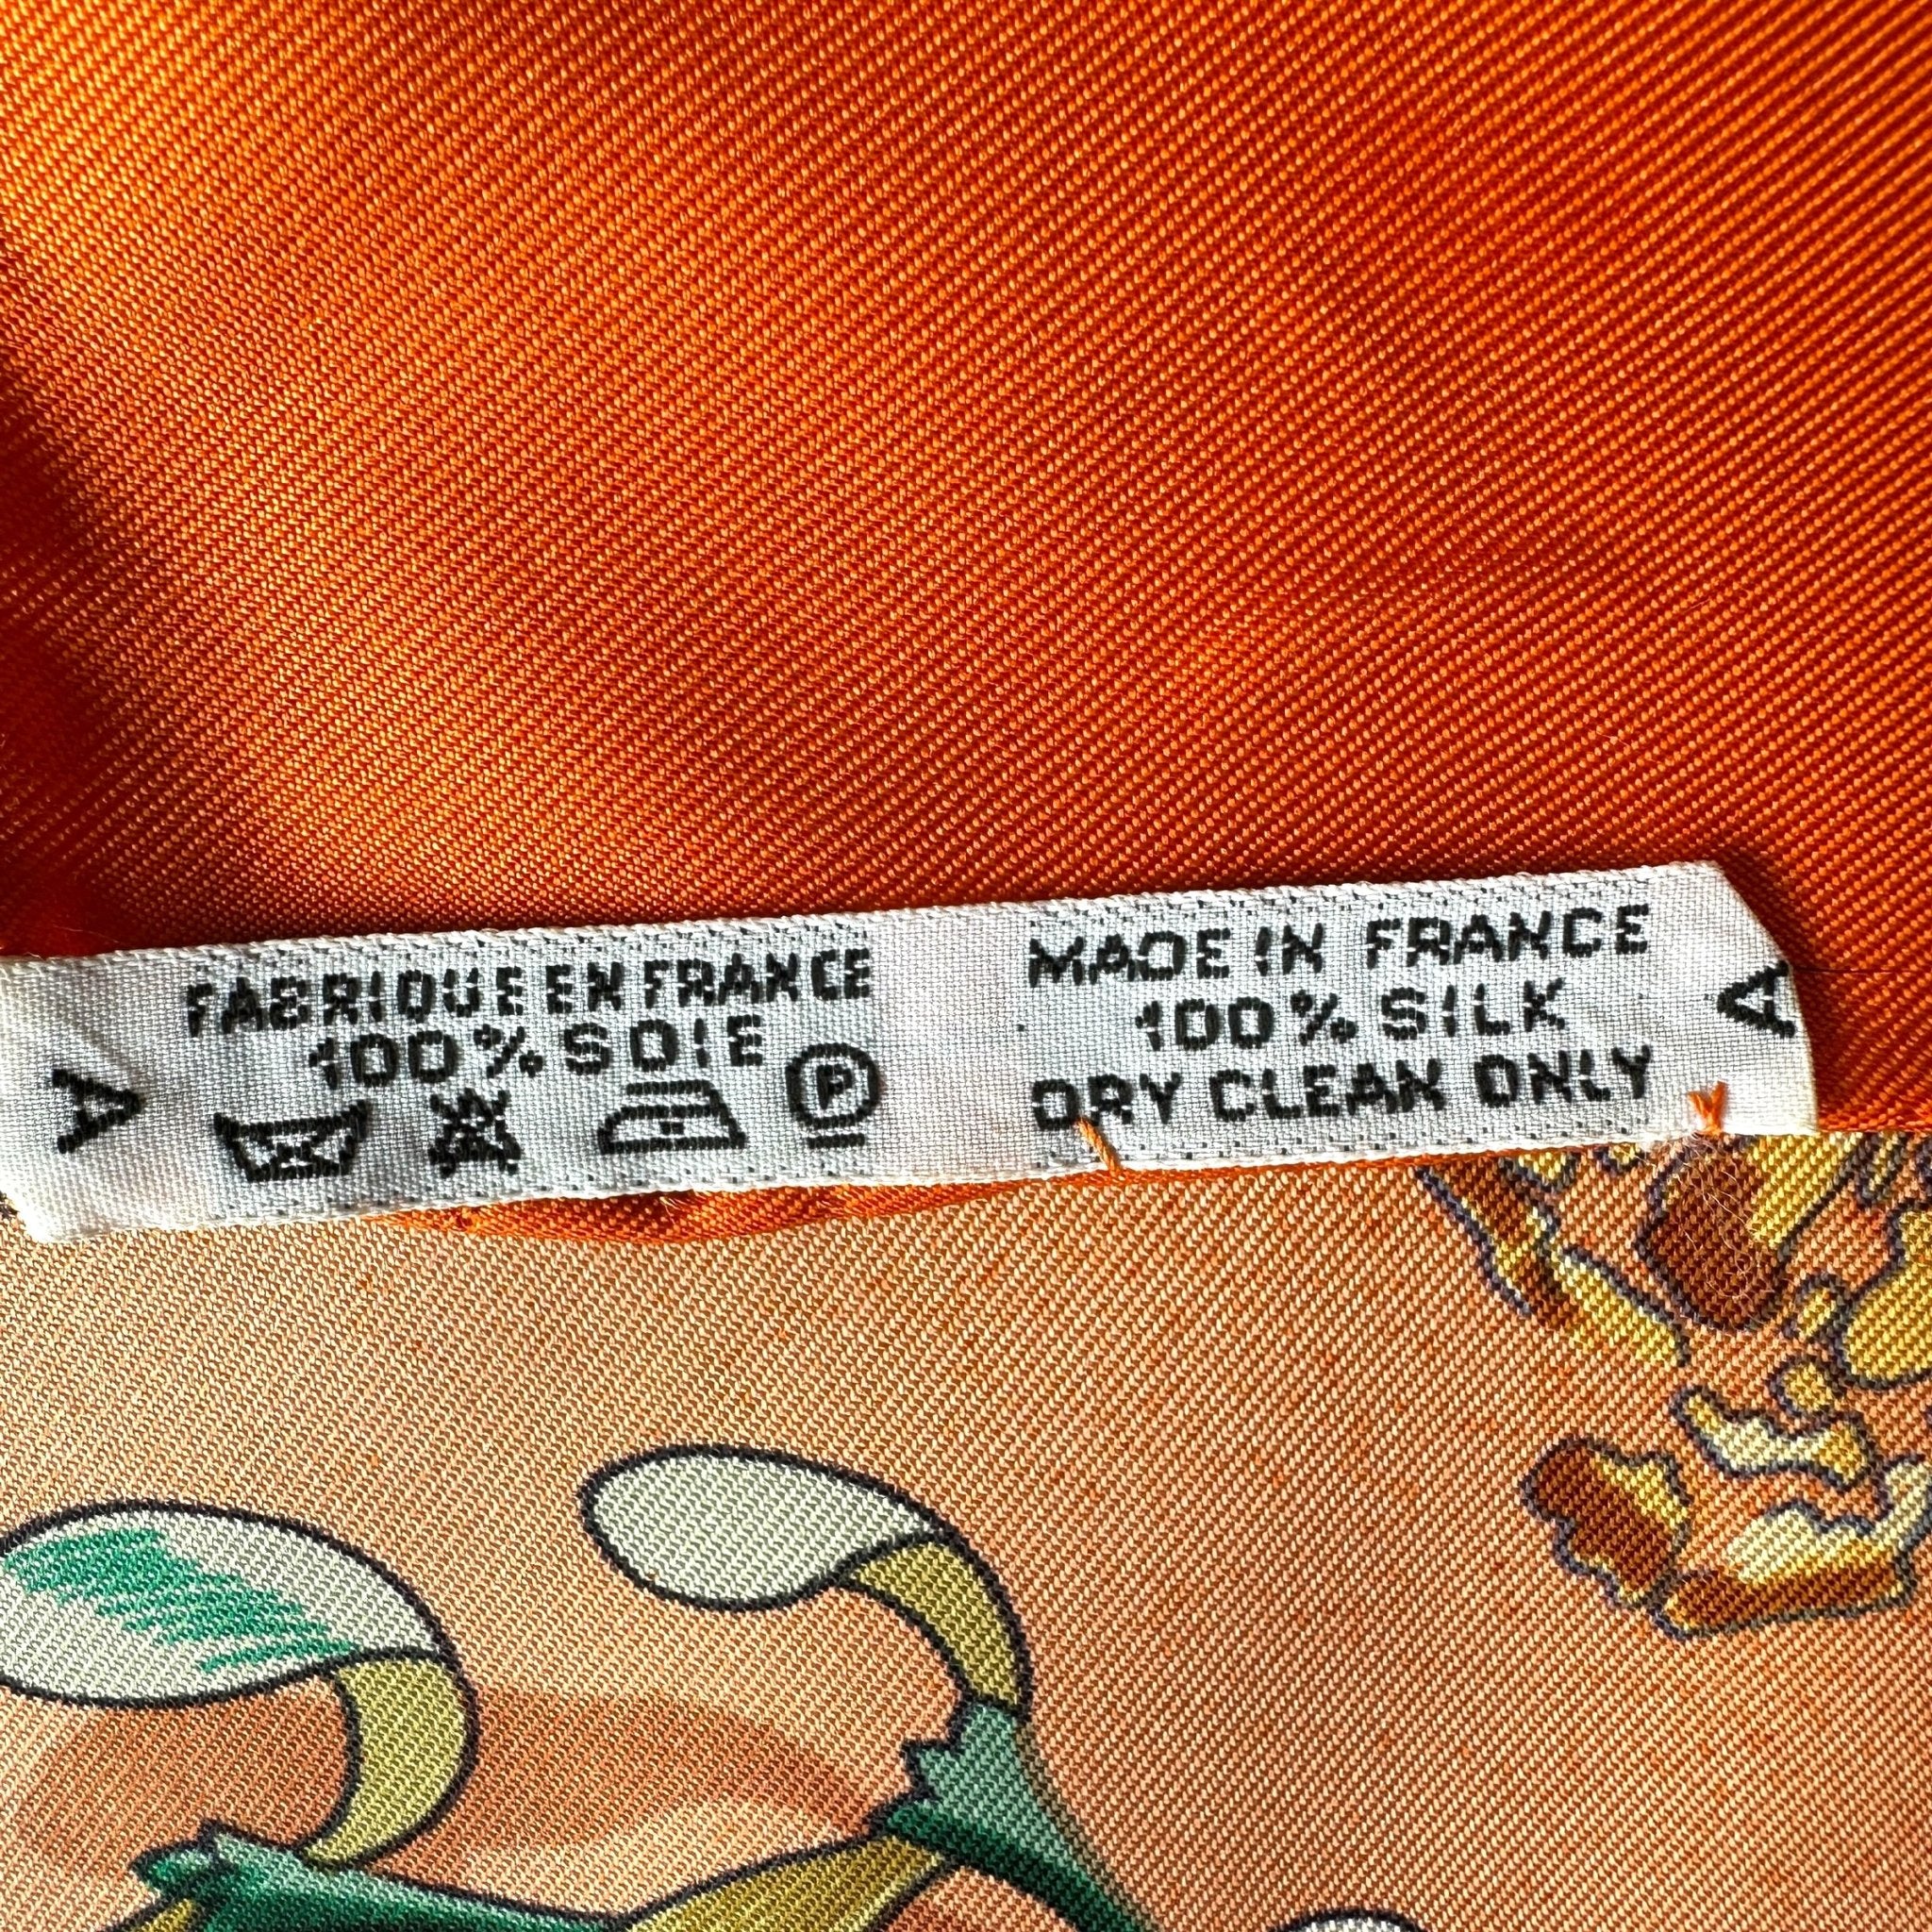 A
FABRIQUE EN FRANCE
100% SOIE
P
MADE IN FRANCE
100% SILK
DRY CLEAN ONLY
A